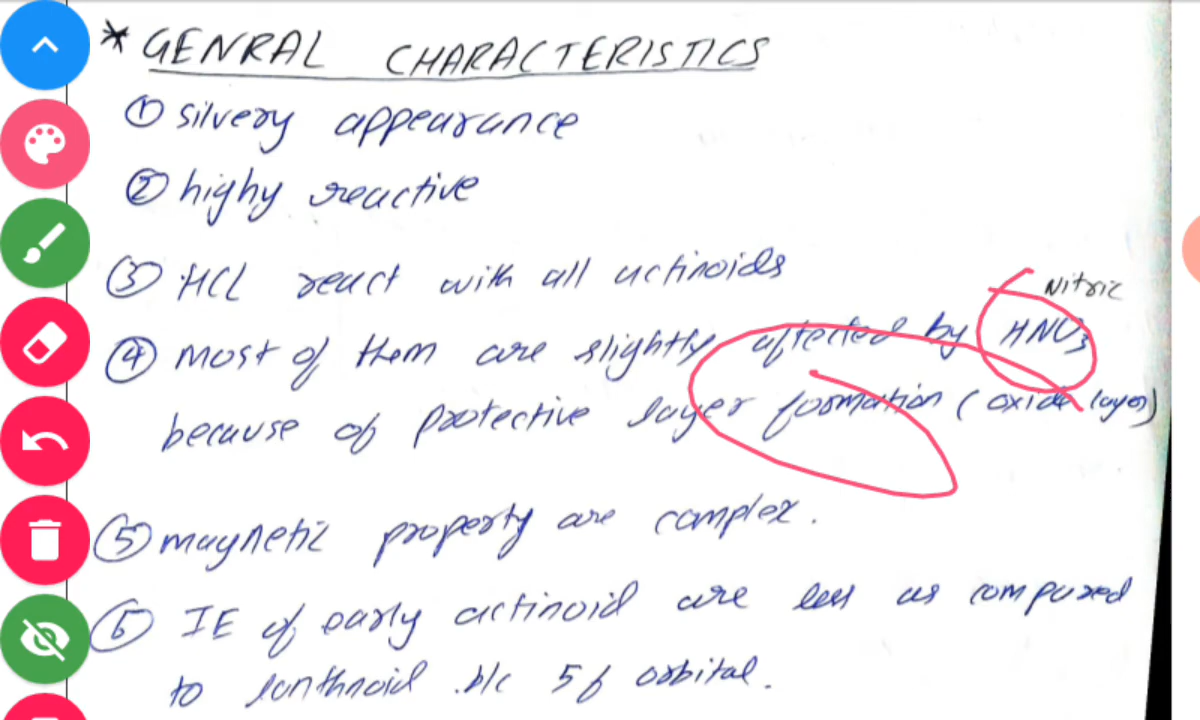 * GENRAL CHARACTERISTICS
① silvery appearance
② highy reactive
③ HCL react with all actinoids
Nitric
④ most of them are slightly affected by HNO3
because of protective layer formation (oxide layer)
⑤ magnetic property are complex.
⑥ IE of early actinoid are less as compared
to lanthnoid b/c 5f orbital.